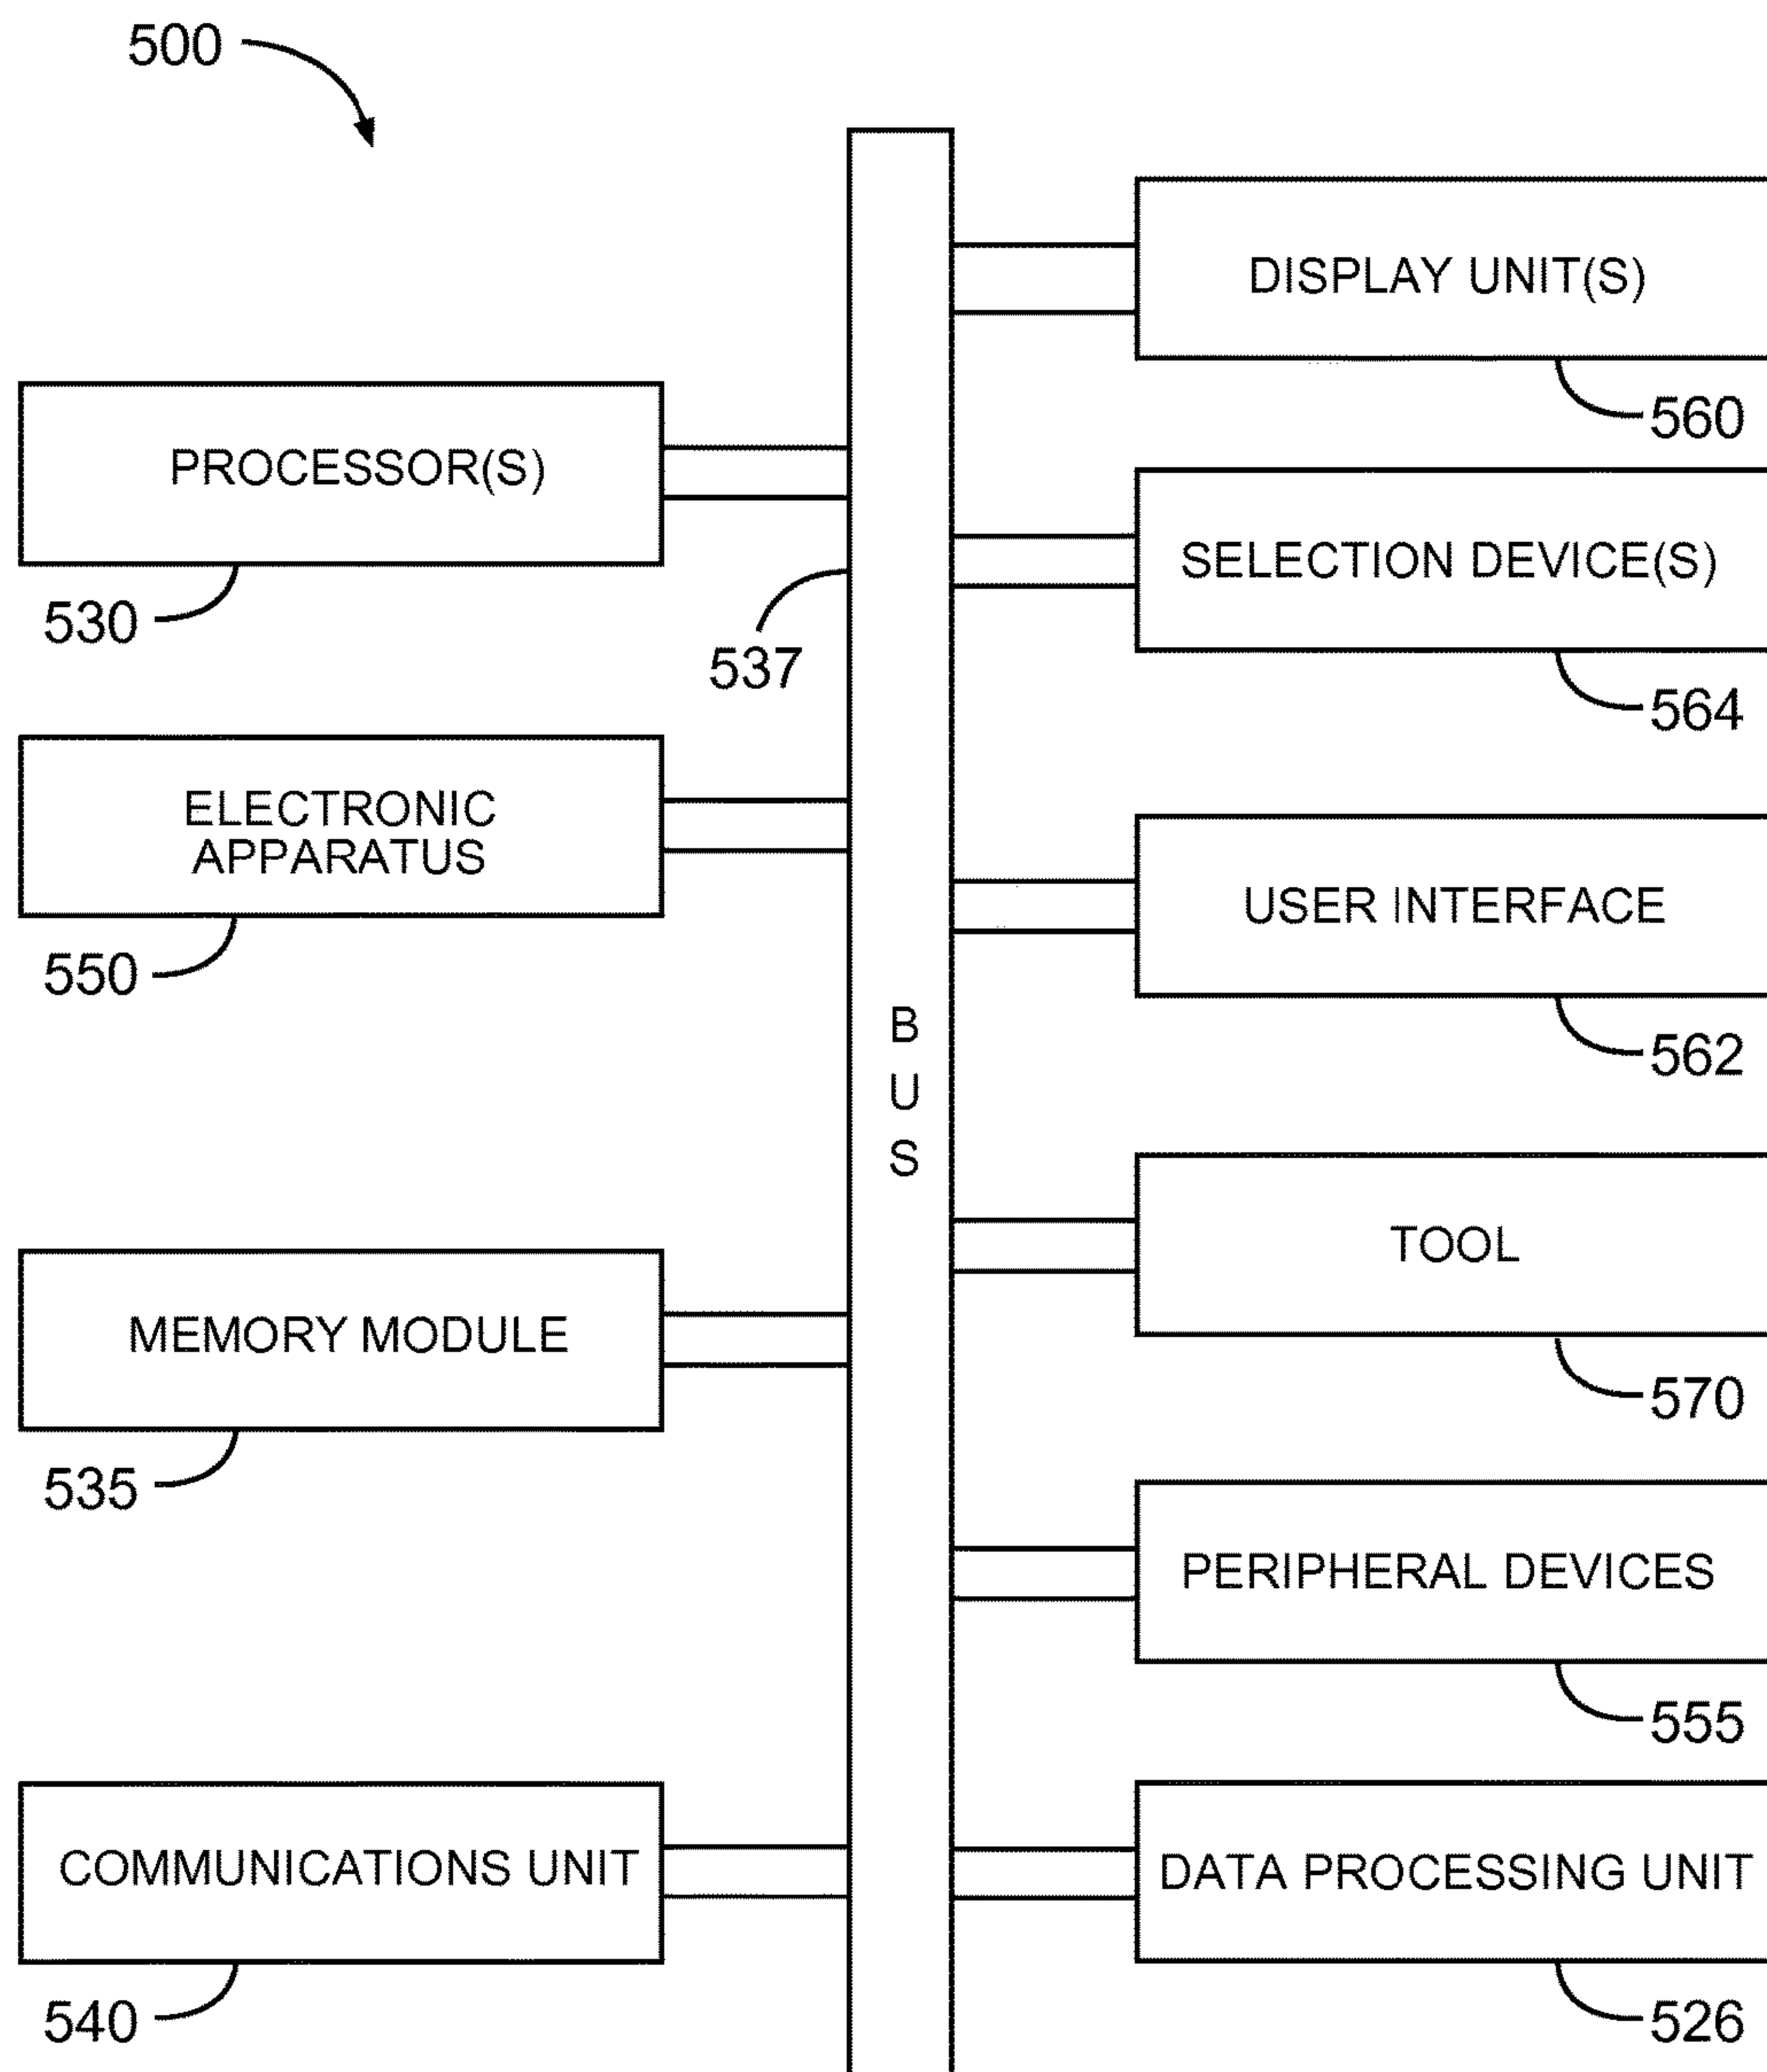 500
DISPLAY UNIT(S)
560
PROCESSOR(S)
530
537
SELECTION DEVICE(S)
564
ELECTRONIC
APPARATUS
550
USER INTERFACE
562
B
U
S
TOOL
570
MEMORY MODULE
535
PERIPHERAL DEVICES
555
COMMUNICATIONS UNIT
540
DATA PROCESSING UNIT
526